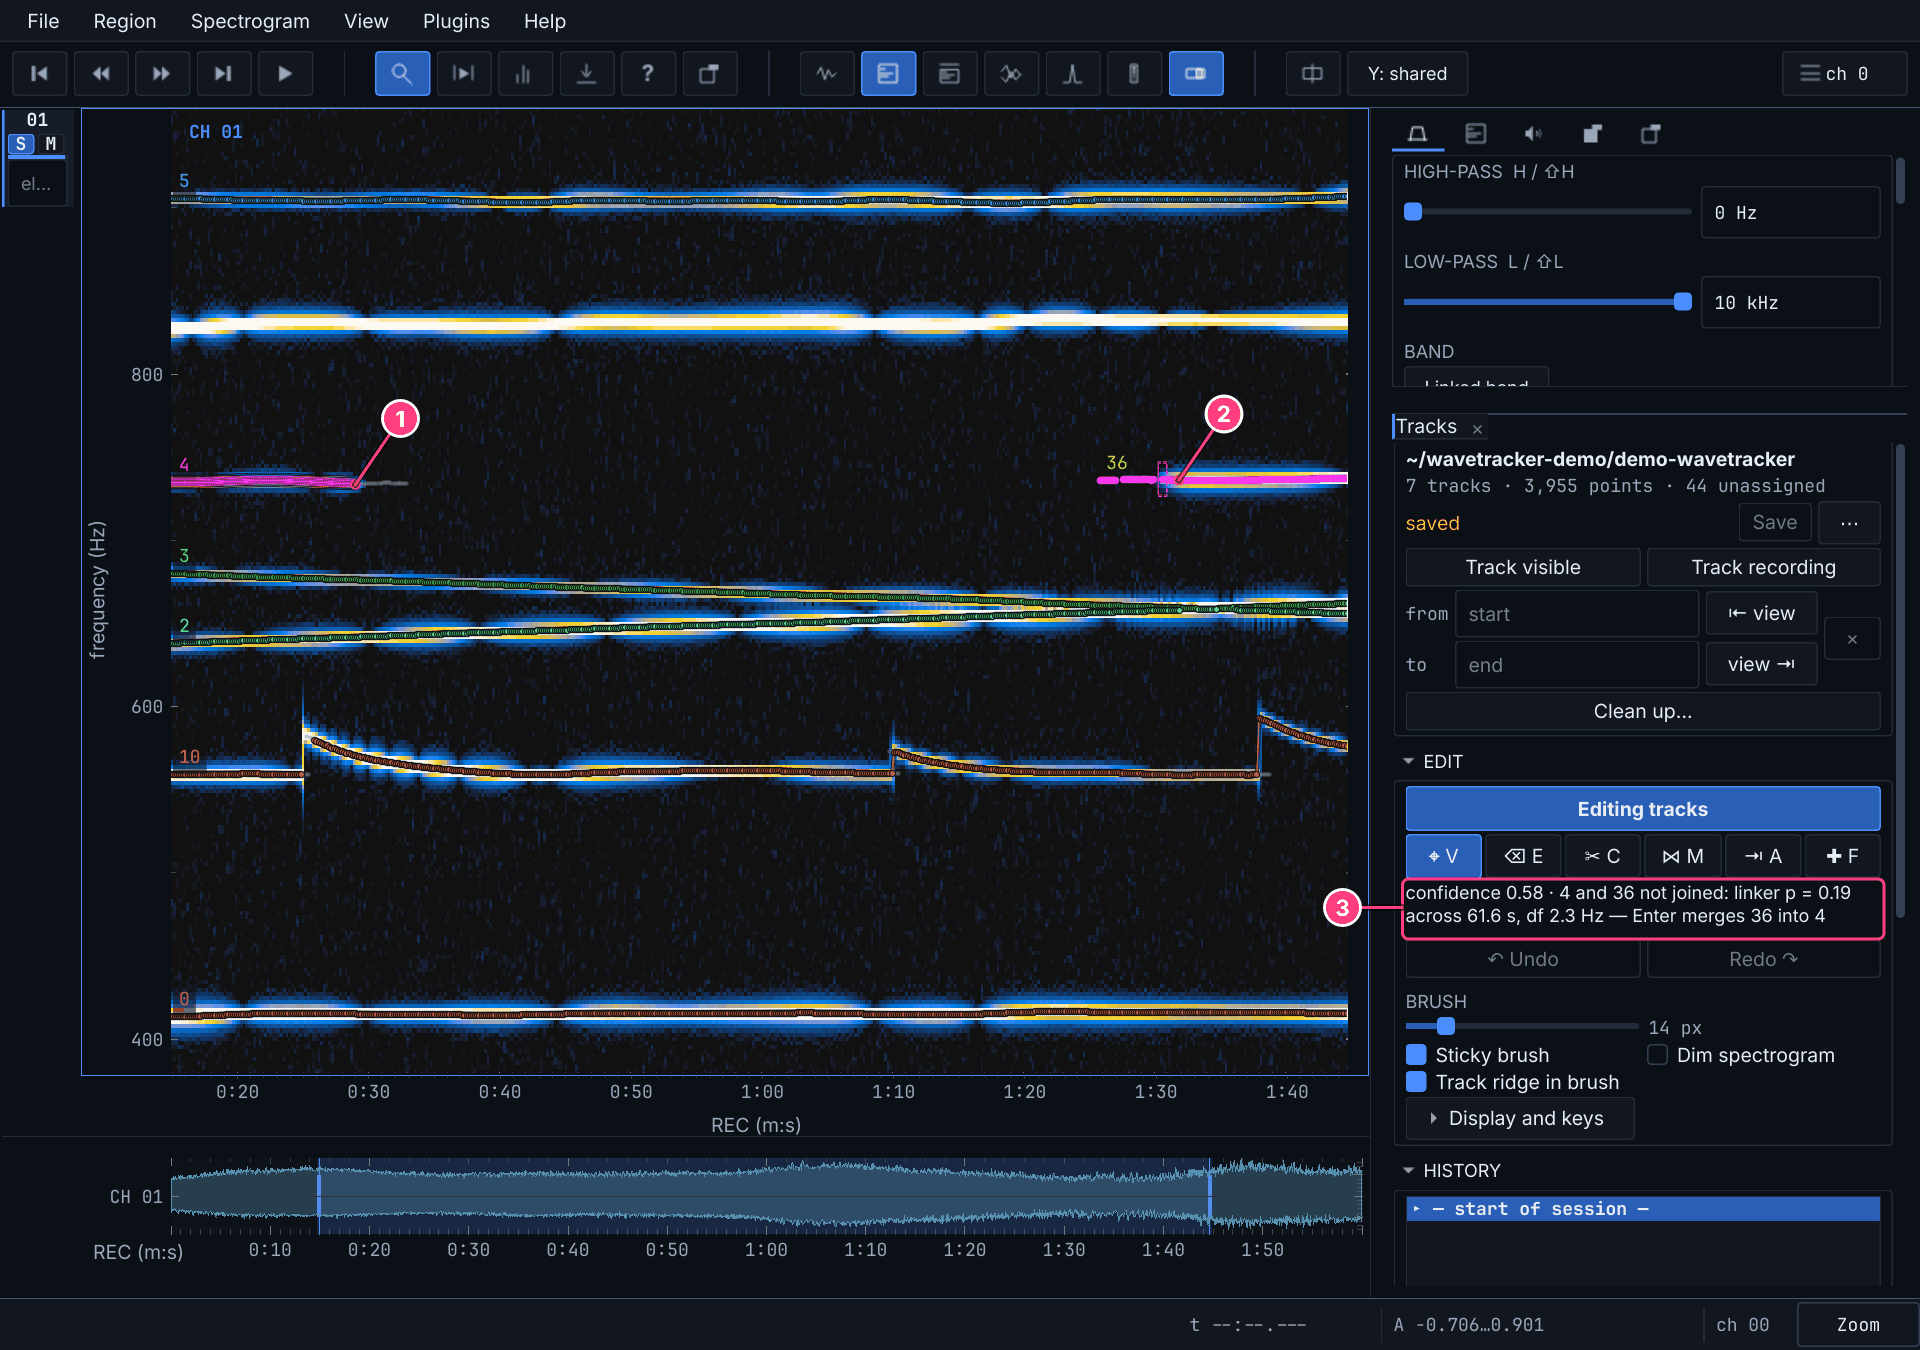 File Region Spectrogram View Plugins Help
? Y: shared ch 0
01
S M
el...
CH 01
5
4
36
3
2
10
0
1
2
3
800
600
400
frequency (Hz)
0:20 0:30 0:40 0:50 1:00 1:10 1:20 1:30 1:40
REC (m:s)
CH 01
REC (m:s) 0:10 0:20 0:30 0:40 0:50 1:00 1:10 1:20 1:30 1:40 1:50
HIGH-PASS H / ⇧H
0 Hz
LOW-PASS L / ⇧L
10 kHz
BAND
Linked band
Tracks ×
~/wavetracker-demo/demo-wavetracker
7 tracks · 3,955 points · 44 unassigned
saved Save ...
Track visible Track recording
from start ⇤ view
to end view ⇥
×
Clean up...
EDIT
Editing tracks
⌖ V ⌫ E ✂ C ⋈ M ⇥ A ✚ F
confidence 0.58 · 4 and 36 not joined: linker p = 0.19
across 61.6 s, df 2.3 Hz — Enter merges 36 into 4
↶ Undo Redo ↷
BRUSH
14 px
Sticky brush Dim spectrogram
Track ridge in brush
Display and keys
HISTORY
— start of session —
t --:--.--- A -0.706…0.901 ch 00 Zoom